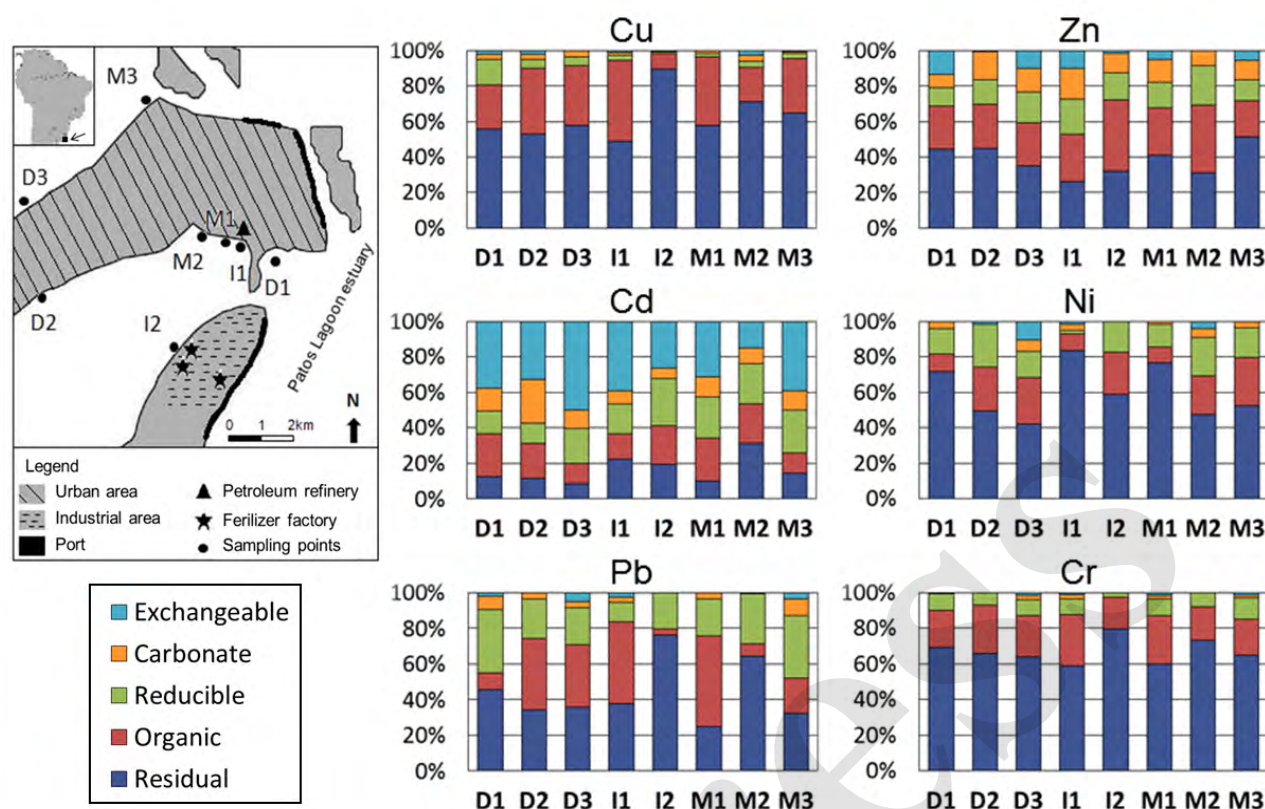 M3
D3
M1
M2
I1
D1
D2
I2
Patos Lagoon estuary
N
0 1 2km
Legend
Urban area
Petroleum refinery
Industrial area
Ferilizer factory
Port
Sampling points
Excheageable
Carbonate
Reducible
Organic
Residual
Cu
100%
80%
60%
40%
20%
0%
D1 D2 D3 I1 I2 M1 M2 M3
Zn
100%
80%
60%
40%
20%
0%
D1 D2 D3 I1 I2 M1 M2 M3
Cd
100%
80%
60%
40%
20%
0%
D1 D2 D3 I1 I2 M1 M2 M3
Ni
100%
80%
60%
40%
20%
0%
D1 D2 D3 I1 I2 M1 M2 M3
Pb
100%
80%
60%
40%
20%
0%
D1 D2 D3 I1 I2 M1 M2 M3
Cr
100%
80%
60%
40%
20%
0%
D1 D2 D3 I1 I2 M1 M2 M3